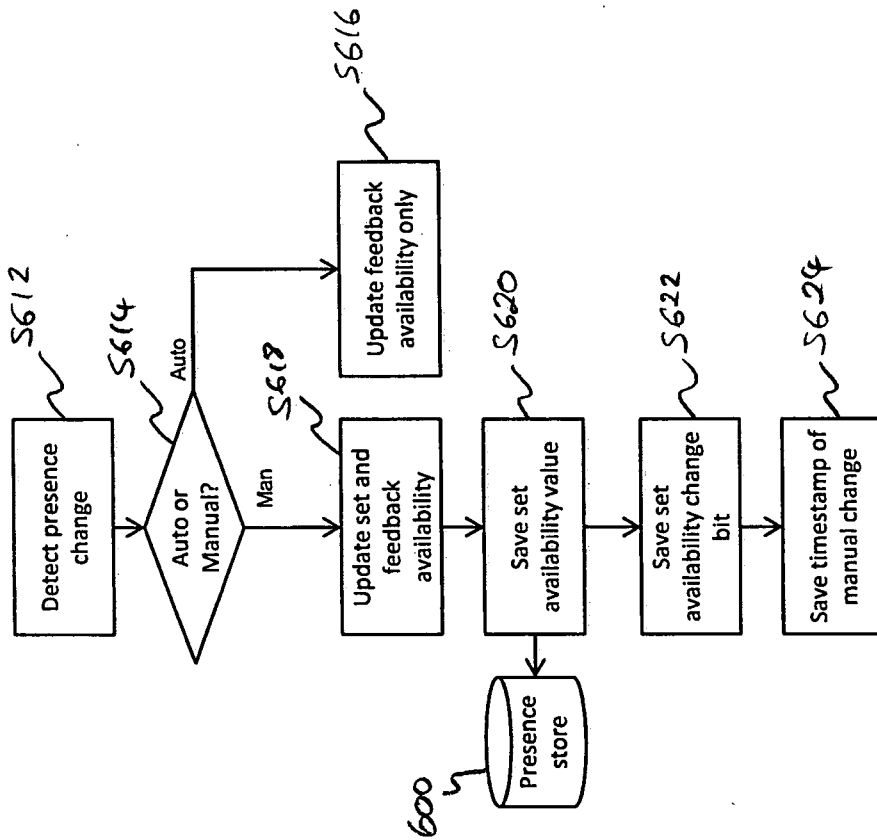 S612
Detect presence
change
S614
Auto or
Manual?
Auto
Man
S616
Update feedback
availability only
S618
Update set and
feedback
availability
S620
Save set
availability value
600
Presence
store
S622
Save set
availability change
bit
S624
Save timestamp of
manual change